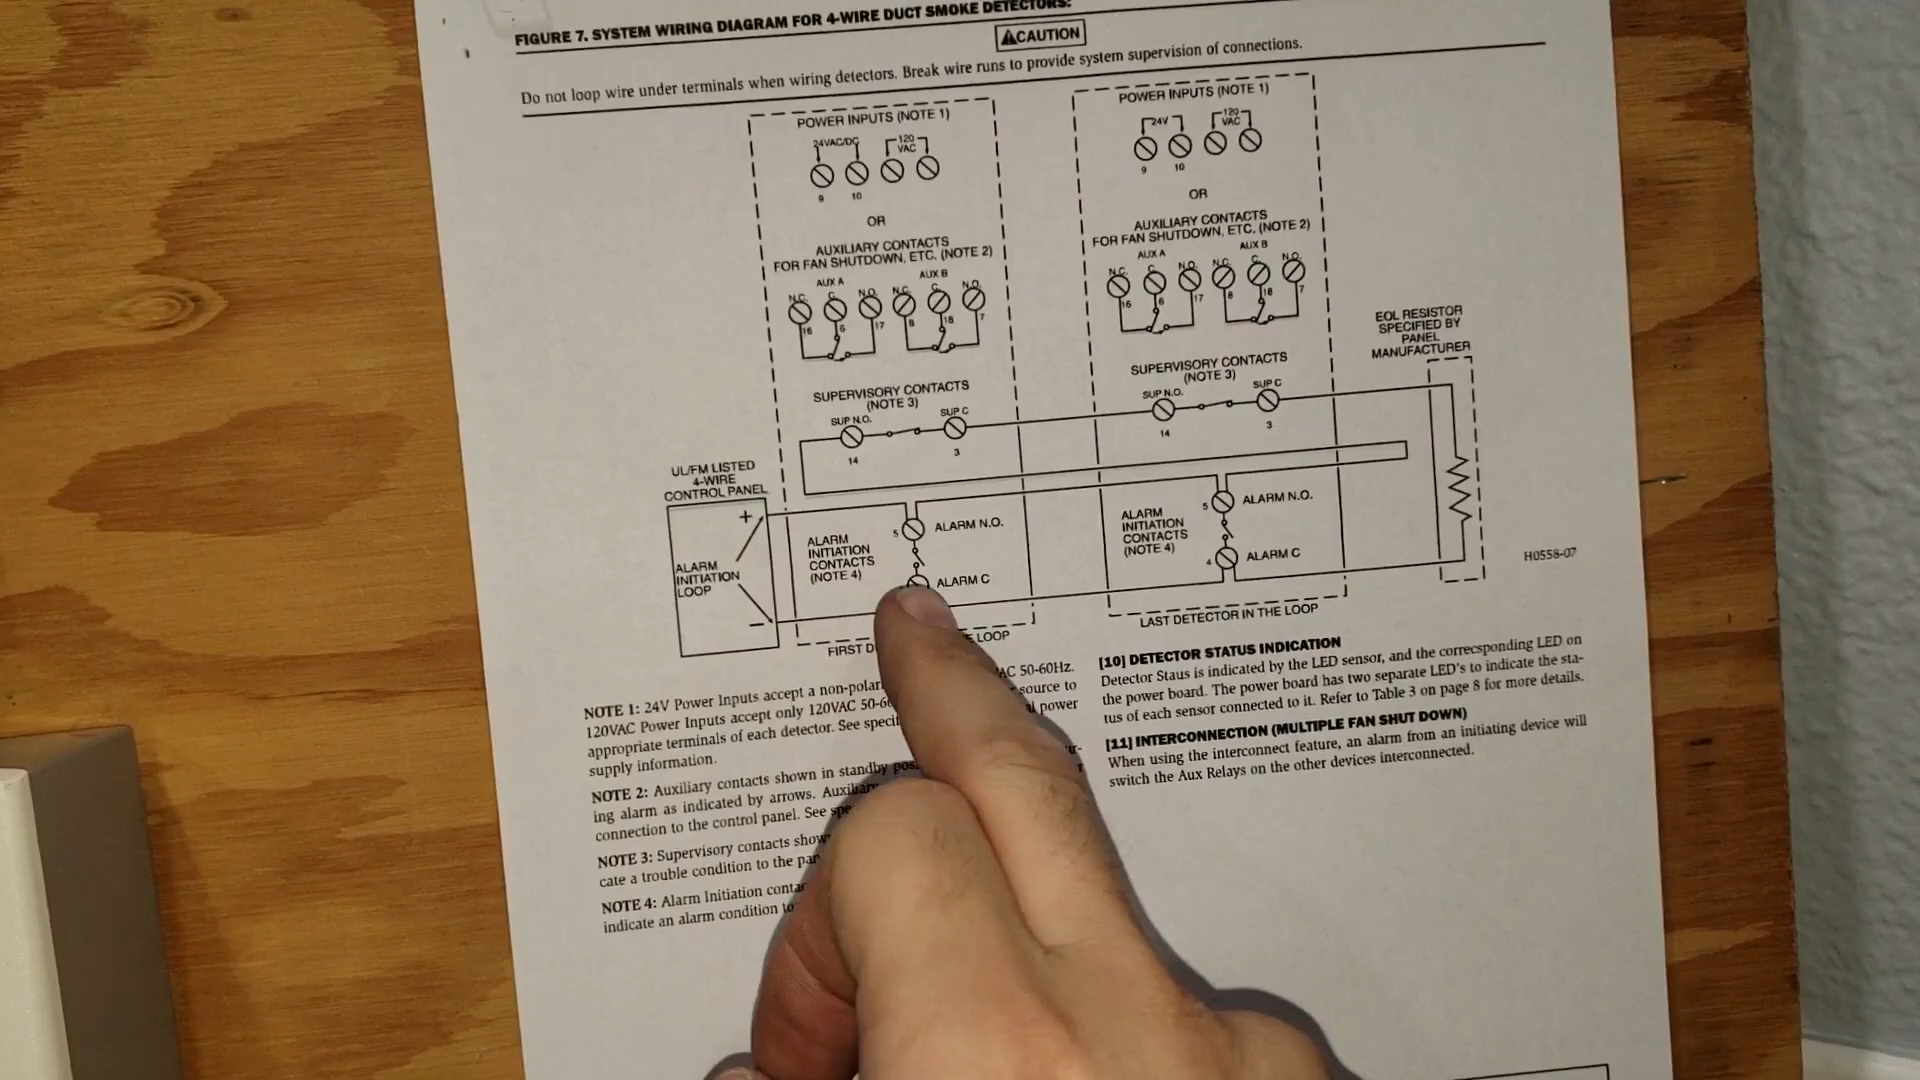 FIGURE 7. SYSTEM WIRING DIAGRAM FOR 4-WIRE DUCT SMOKE DETECTORS:
CAUTION
Do not loop wire under terminals when wiring detectors. Break wire runs to provide system supervision of connections.
POWER INPUTS (NOTE 1)
24VAC/DC
120
VAC
9
10
OR
AUXILIARY CONTACTS
FOR FAN SHUTDOWN, ETC. (NOTE 2)
AUX A
AUX B
N.C.
C
N.O.
N.C.
C
N.O.
16
6
17
8
18
7
SUPERVISORY CONTACTS
(NOTE 3)
SUP N.O.
SUP C
14
3
POWER INPUTS (NOTE 1)
24V
120
VAC
9
10
OR
AUXILIARY CONTACTS
FOR FAN SHUTDOWN, ETC. (NOTE 2)
AUX A
AUX B
N.C.
C
N.O.
N.C.
C
N.O.
16
6
17
8
18
7
SUPERVISORY CONTACTS
(NOTE 3)
SUP N.O.
SUP C
14
3
EOL RESISTOR
SPECIFIED BY
PANEL
MANUFACTURER
UL/FM LISTED
4-WIRE
CONTROL PANEL
+
ALARM
INITIATION
LOOP
−
ALARM
INITIATION
CONTACTS
(NOTE 4)
5
ALARM N.O.
ALARM C
ALARM
INITIATION
CONTACTS
(NOTE 4)
5
ALARM N.O.
4
ALARM C
H0558-07
FIRST D
LOOP
LAST DETECTOR IN THE LOOP
NOTE 1: 24V Power Inputs accept a non-polar AC 50-60Hz.
120VAC Power Inputs accept only 120VAC 50-60 source to
appropriate terminals of each detector. See specif power
supply information.
NOTE 2: Auxiliary contacts shown in standby pos
ing alarm as indicated by arrows. Auxiliary
connection to the control panel. See spe
NOTE 3: Supervisory contacts show
cate a trouble condition to the pan
NOTE 4: Alarm Initiation contac
indicate an alarm condition to
[10] DETECTOR STATUS INDICATION
Detector Staus is indicated by the LED sensor, and the correcsponding LED on
the power board. The power board has two separate LED's to indicate the sta-
tus of each sensor connected to it. Refer to Table 3 on page 8 for more details.
[11] INTERCONNECTION (MULTIPLE FAN SHUT DOWN)
When using the interconnect feature, an alarm from an initiating device will
switch the Aux Relays on the other devices interconnected.